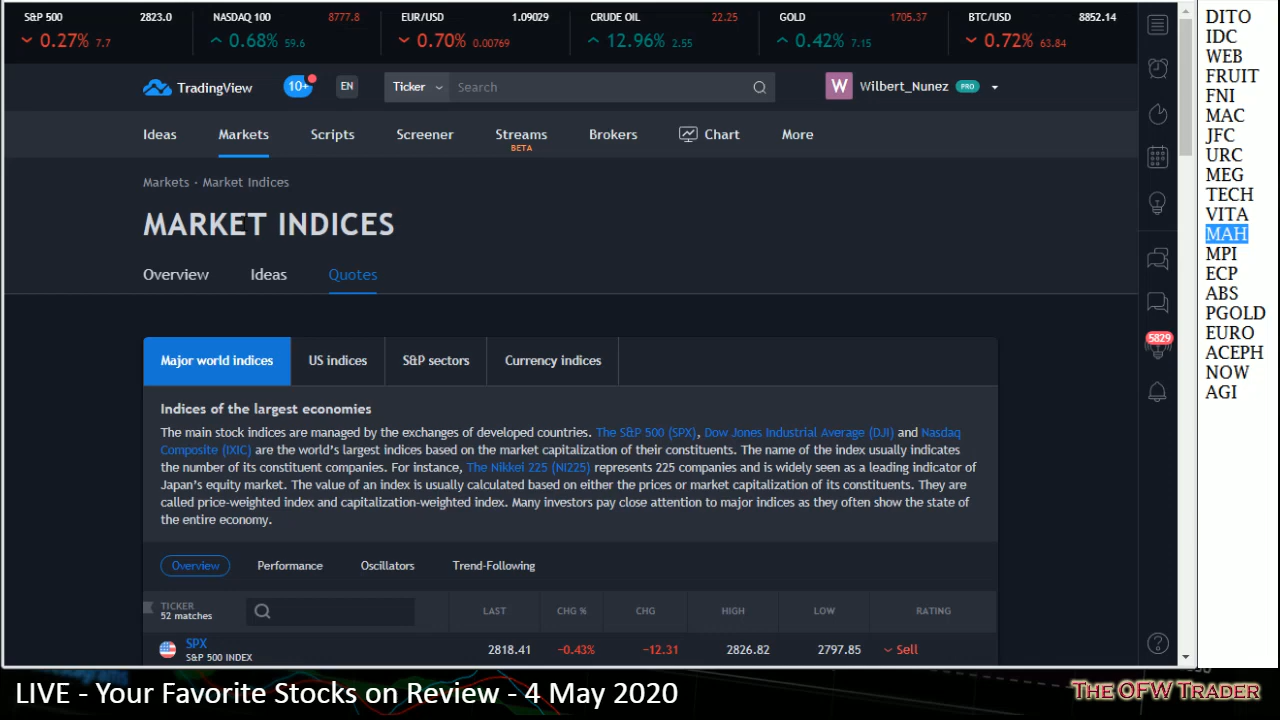 S&P 500 2823.0 NASDAQ 100 8777.8 EUR/USD 1.09029 CRUDE OIL 22.25 GOLD 1705.37 BTC/USD 8852.14
0.27% 7.7 0.68% 59.6 0.70% 0.00769 12.96% 2.55 0.42% 7.15 0.72% 63.84
TradingView 10+ EN Ticker Search W Wilbert_Nunez PRO
Ideas Markets Scripts Screener Streams Brokers Chart More
BETA
Markets · Market Indices
MARKET INDICES
Overview Ideas Quotes
Major world indices US indices S&P sectors Currency indices
Indices of the largest economies
The main stock indices are managed by the exchanges of developed countries. The S&P 500 (SPX), Dow Jones Industrial Average (DJI) and Nasdaq
Composite (IXIC) are the world's largest indices based on the market capitalization of their constituents. The name of the index usually indicates
the number of its constituent companies. For instance, The Nikkei 225 (NI225) represents 225 companies and is widely seen as a leading indicator of
Japan's equity market. The value of an index is usually calculated based on either the prices or market capitalization of its constituents. They are
called price-weighted index and capitalization-weighted index. Many investors pay close attention to major indices as they often show the state of
the entire economy.
Overview Performance Oscillators Trend-Following
TICKER LAST CHG % CHG HIGH LOW RATING
52 matches
SPX 2818.41 −0.43% −12.31 2826.82 2797.85 Sell
S&P 500 INDEX
5829
?
DITO
IDC
WEB
FRUIT
FNI
MAC
JFC
URC
MEG
TECH
VITA
MAH
MPI
ECP
ABS
PGOLD
EURO
ACEPH
NOW
AGI
LIVE - Your Favorite Stocks on Review - 4 May 2020
THE OFW TRADER